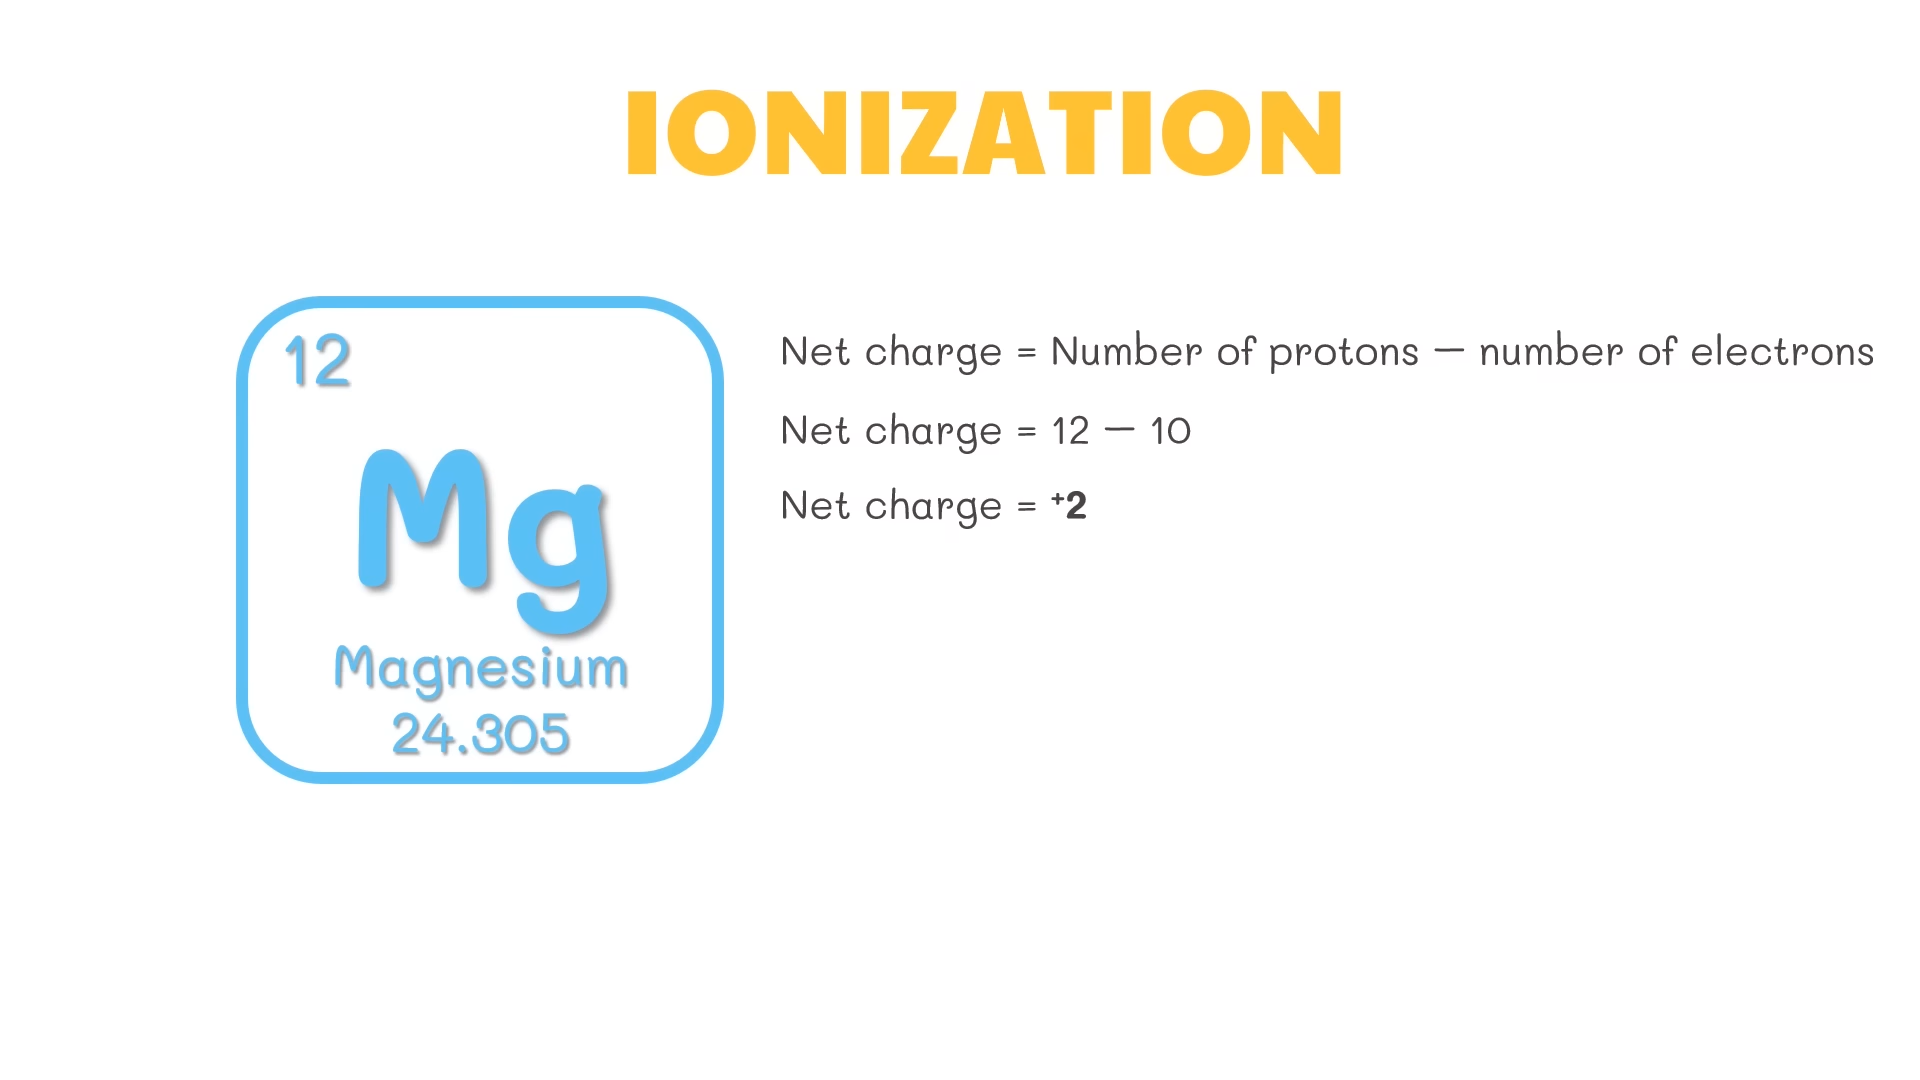 IONIZATION
12
Mg
Magnesium
24.305
Net charge = Number of protons — number of electrons
Net charge = 12 — 10
Net charge = ⁺2